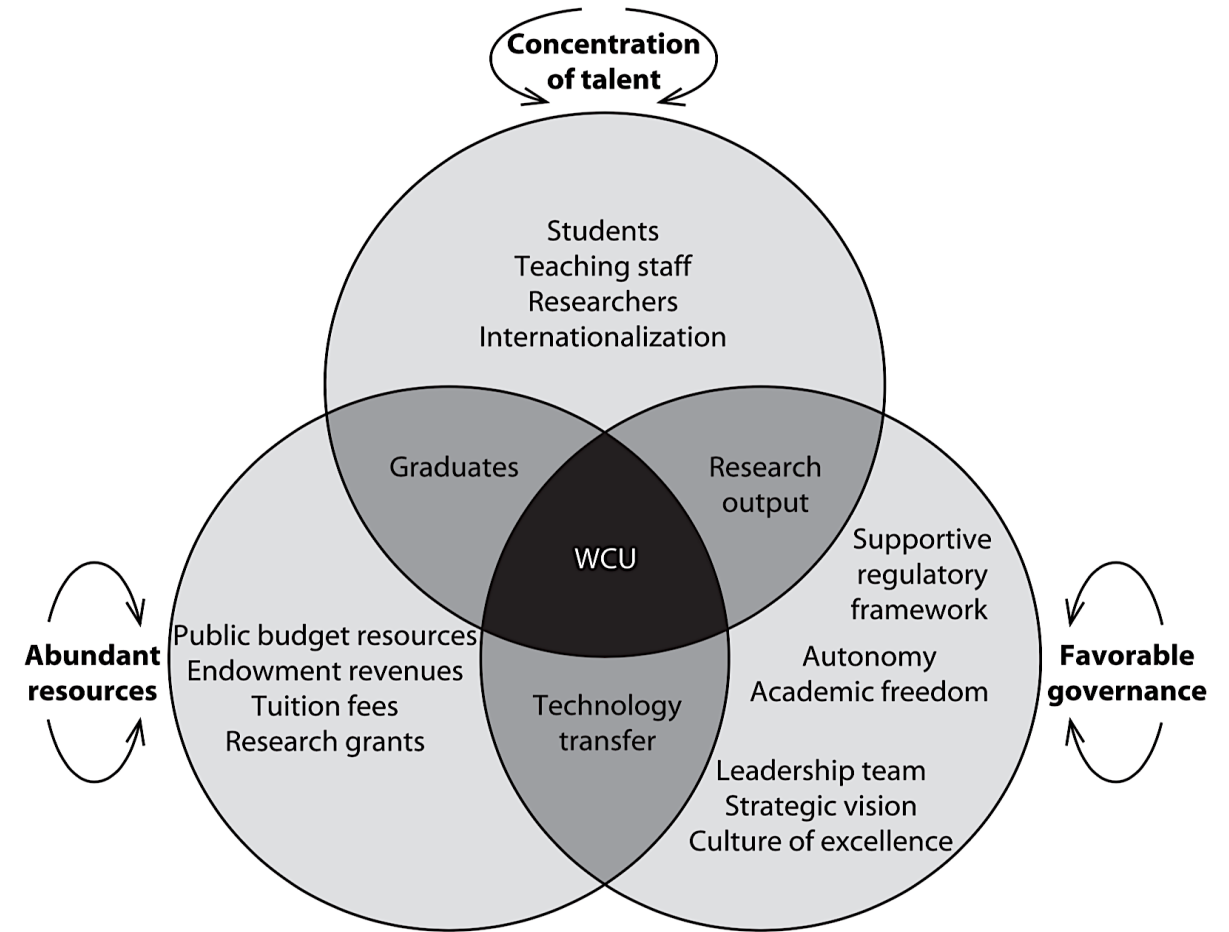 Concentration
of talent
Students
Teaching staff
Researchers
Internationalization
Graduates
Research
output
WCU
Supportive
regulatory
framework
Abundant
resources
Public budget resources
Endowment revenues
Tuition fees
Research grants
Autonomy
Academic freedom
Favorable
governance
Technology
transfer
Leadership team
Strategic vision
Culture of excellence